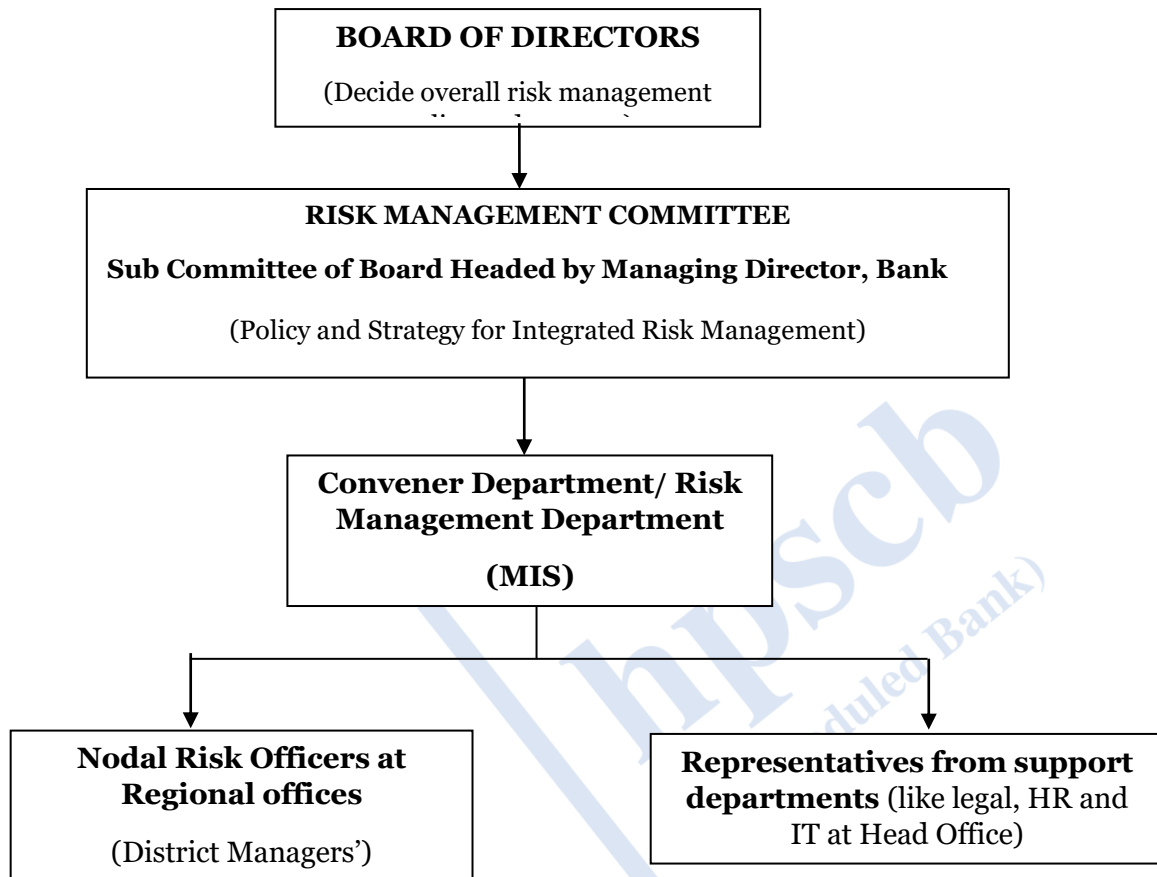 BOARD OF DIRECTORS
(Decide overall risk management
RISK MANAGEMENT COMMITTEE
Sub Committee of Board Headed by Managing Director, Bank
(Policy and Strategy for Integrated Risk Management)
Convener Department/ Risk
Management Department
(MIS)
hpscb
duled Bank)
Nodal Risk Officers at
Regional offices
(District Managers’)
Representatives from support
departments (like legal, HR and
IT at Head Office)